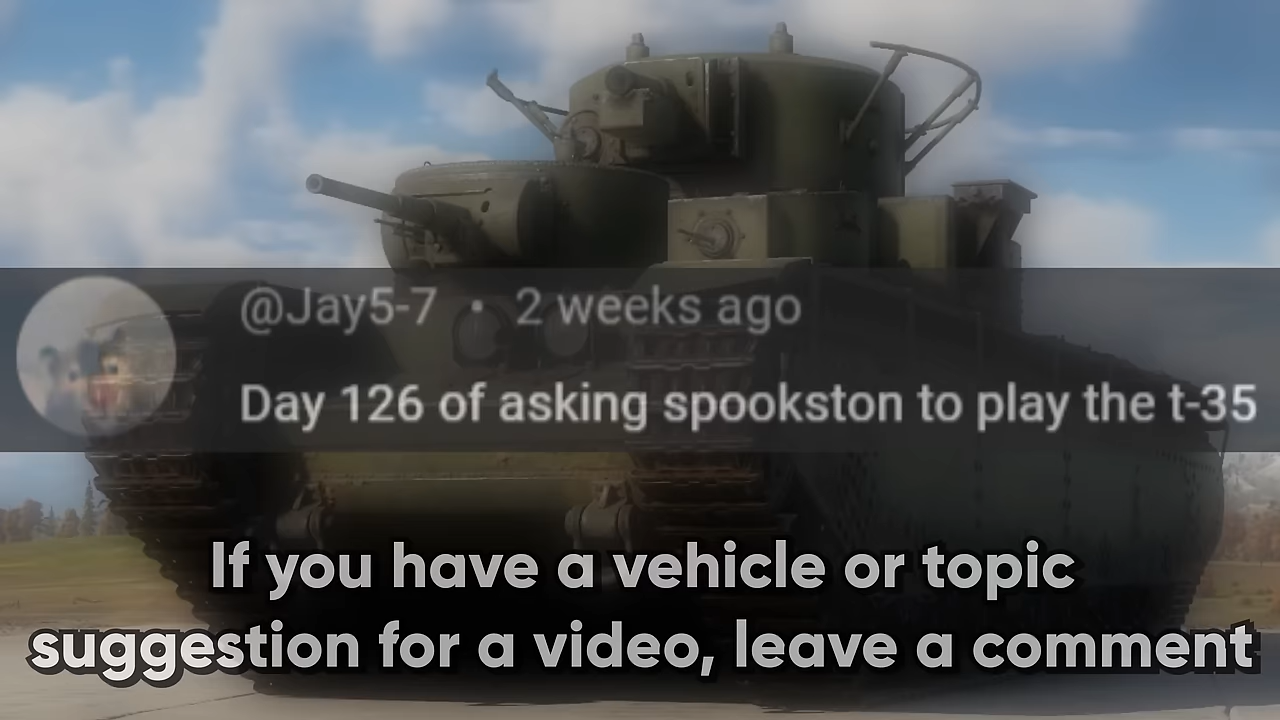 @Jay5-7 • 2 weeks ago
Day 126 of asking spookston to play the t-35
If you have a vehicle or topic
suggestion for a video, leave a comment